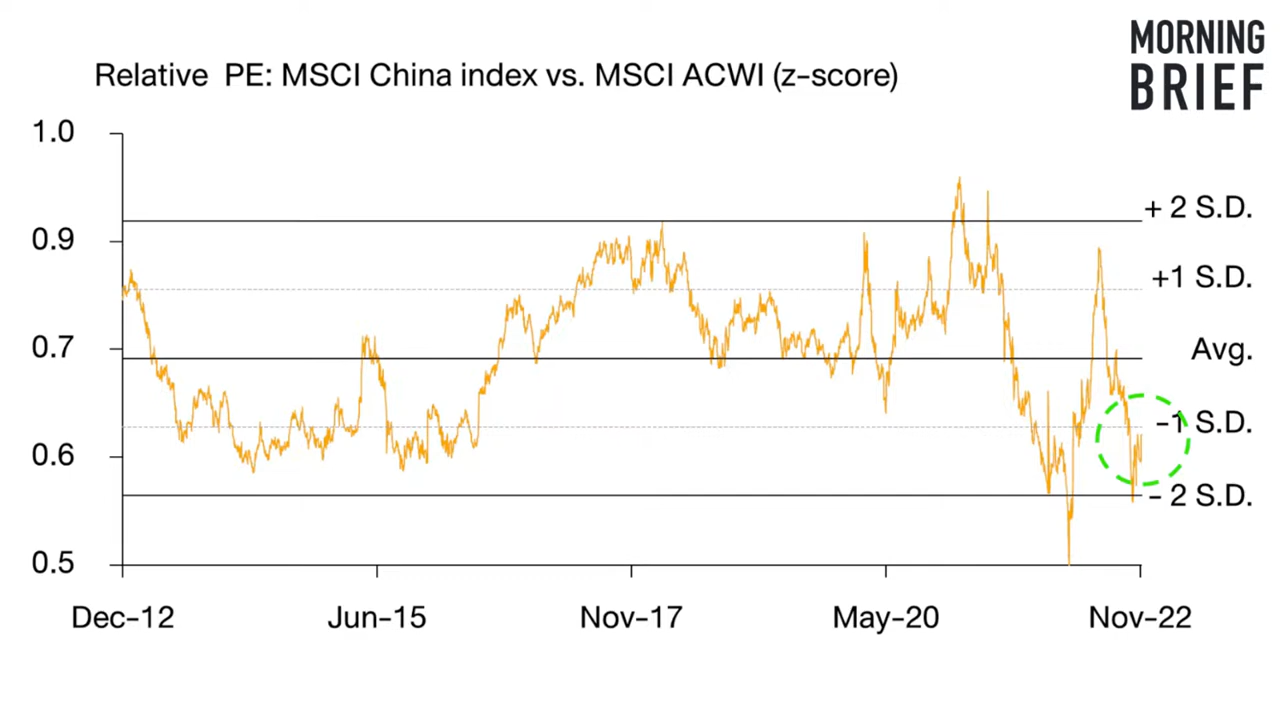 MORNING
BRIEF
Relative PE: MSCI China index vs. MSCI ACWI (z-score)
1.0
0.9
0.7
0.6
0.5
+ 2 S.D.
+1 S.D.
Avg.
-1 S.D.
- 2 S.D.
Dec-12
Jun-15
Nov-17
May-20
Nov-22